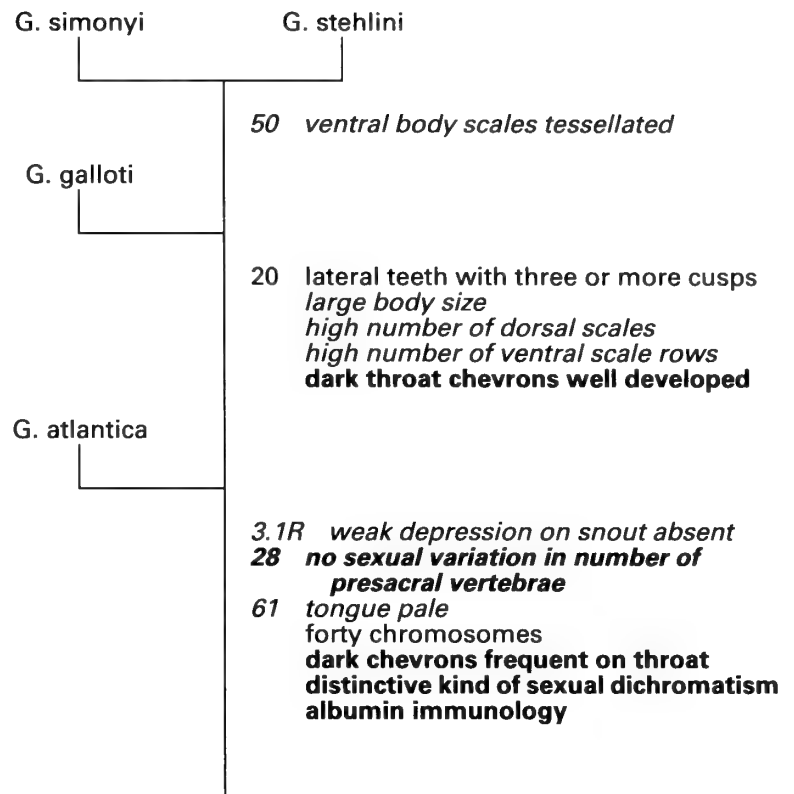 G. simonyi G. stehlini
50 ventral body scales tessellated
G. galloti
20 lateral teeth with three or more cusps
large body size
high number of dorsal scales
high number of ventral scale rows
dark throat chevrons well developed
G. atlantica
3.1R weak depression on snout absent
28 no sexual variation in number of
presacral vertebrae
61 tongue pale
forty chromosomes
dark chevrons frequent on throat
distinctive kind of sexual dichromatism
albumin immunology